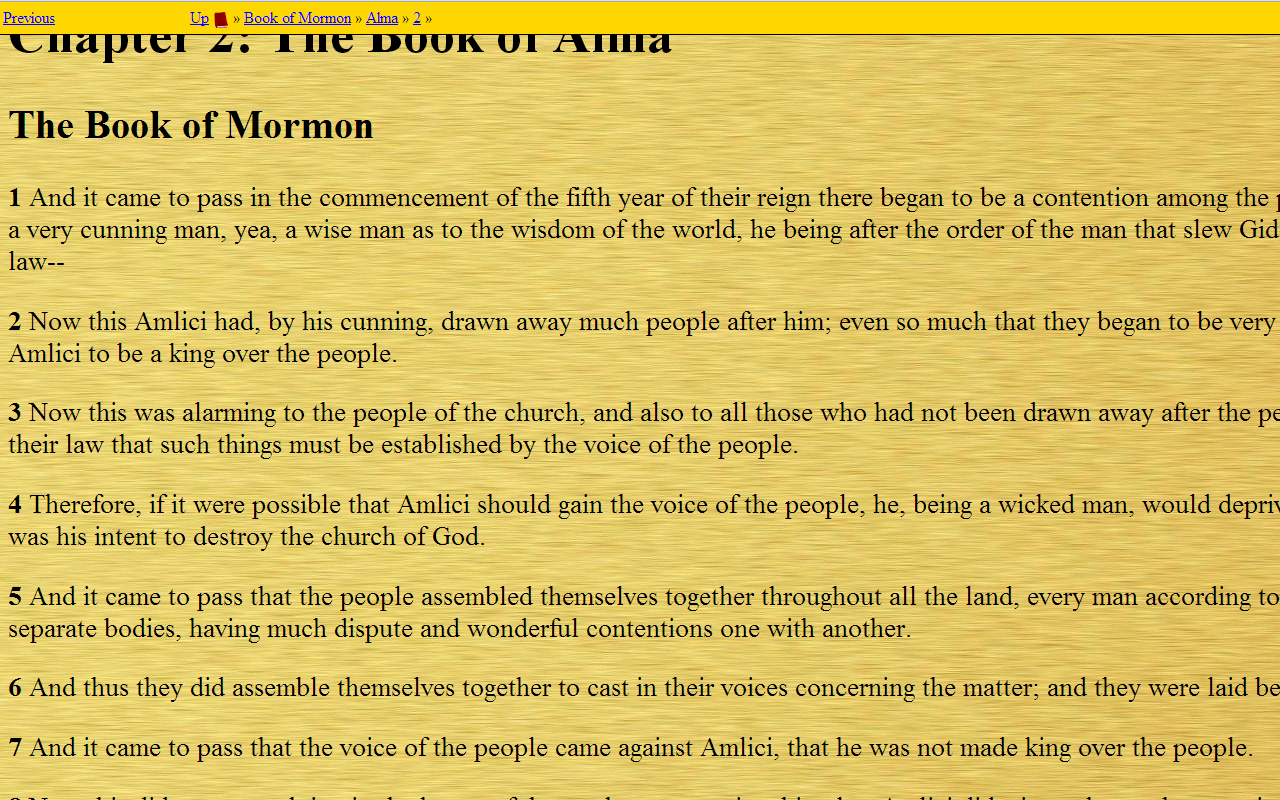 Previous Up » Book of Mormon » Alma » 2 »
Chapter 2: The Book of Alma
The Book of Mormon
1 And it came to pass in the commencement of the fifth year of their reign there began to be a contention among the
a very cunning man, yea, a wise man as to the wisdom of the world, he being after the order of the man that slew Gid
law--
2 Now this Amlici had, by his cunning, drawn away much people after him; even so much that they began to be very
Amlici to be a king over the people.
3 Now this was alarming to the people of the church, and also to all those who had not been drawn away after the pe
their law that such things must be established by the voice of the people.
4 Therefore, if it were possible that Amlici should gain the voice of the people, he, being a wicked man, would depriv
was his intent to destroy the church of God.
5 And it came to pass that the people assembled themselves together throughout all the land, every man according to
separate bodies, having much dispute and wonderful contentions one with another.
6 And thus they did assemble themselves together to cast in their voices concerning the matter; and they were laid be
7 And it came to pass that the voice of the people came against Amlici, that he was not made king over the people.